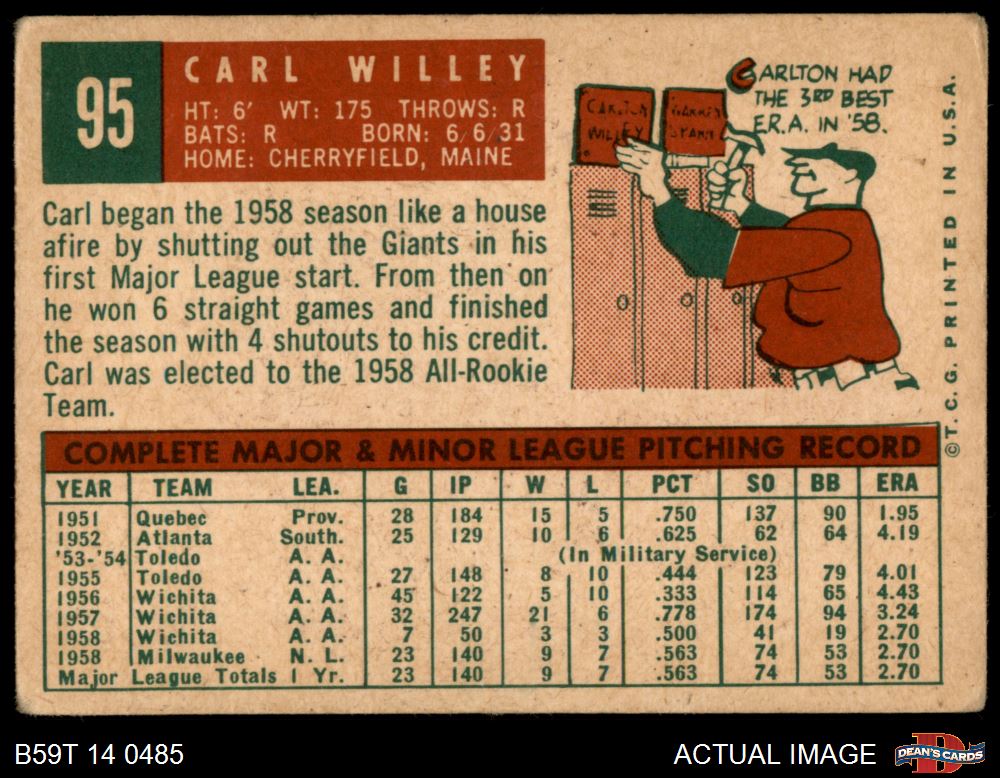 95
CARL WILLEY
HT: 6' WT: 175 THROWS: R
BATS: R BORN: 6/6/31
HOME: CHERRYFIELD, MAINE
Carl began the 1958 season like a house
afire by shutting out the Giants in his
first Major League start. From then on
he won 6 straight games and finished
the season with 4 shutouts to his credit.
Carl was elected to the 1958 All-Rookie
Team.
CARLTON HAD
THE 3RD BEST
E.R.A. IN '58.
CARLTON
WILLEY
WARREN
SPAHN
©T. C. G. PRINTED IN U.S.A.
COMPLETE MAJOR & MINOR LEAGUE PITCHING RECORD
YEAR TEAM LEA. G IP W L PCT SO BB ERA
1951 Quebec Prov. 28 184 15 5 .750 137 90 1.95
1952 Atlanta South. 25 129 10 6 .625 62 64 4.19
'53-'54 Toledo A. A. (In Military Service)
1955 Toledo A. A. 27 148 8 10 .444 123 79 4.01
1956 Wichita A. A. 45 122 5 10 .333 114 65 4.43
1957 Wichita A. A. 32 247 21 6 .778 174 94 3.24
1958 Wichita A. A. 7 50 3 3 .500 41 19 2.70
1958 Milwaukee N. L. 23 140 9 7 .563 74 53 2.70
Major League Totals 1 Yr. 23 140 9 7 .563 74 53 2.70
B59T 14 0485
ACTUAL IMAGE
DEAN'S CARDS